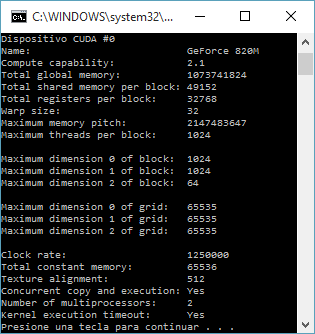 C:\WINDOWS\system32\...
Dispositivo CUDA #0
Name: GeForce 820M
Compute capability: 2.1
Total global memory: 1073741824
Total shared memory per block: 49152
Total registers per block: 32768
Warp size: 32
Maximum memory pitch: 2147483647
Maximum threads per block: 1024
Maximum dimension 0 of block: 1024
Maximum dimension 1 of block: 1024
Maximum dimension 2 of block: 64
Maximum dimension 0 of grid: 65535
Maximum dimension 1 of grid: 65535
Maximum dimension 2 of grid: 65535
Clock rate: 1250000
Total constant memory: 65536
Texture alignment: 512
Concurrent copy and execution: Yes
Number of multiprocessors: 2
Kernel execution timeout: Yes
Presione una tecla para continuar . . .